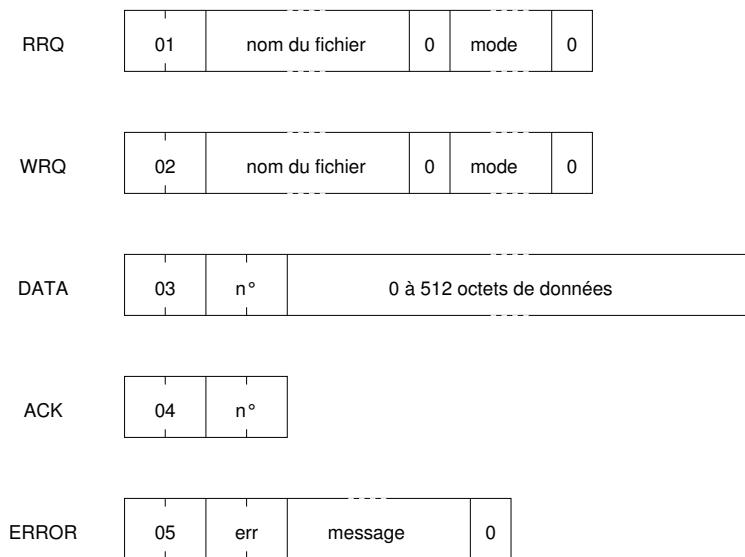 RRQ 01 nom du fichier 0 mode 0
WRQ 02 nom du fichier 0 mode 0
DATA 03 n° 0 à 512 octets de données
ACK 04 n°
ERROR 05 err message 0